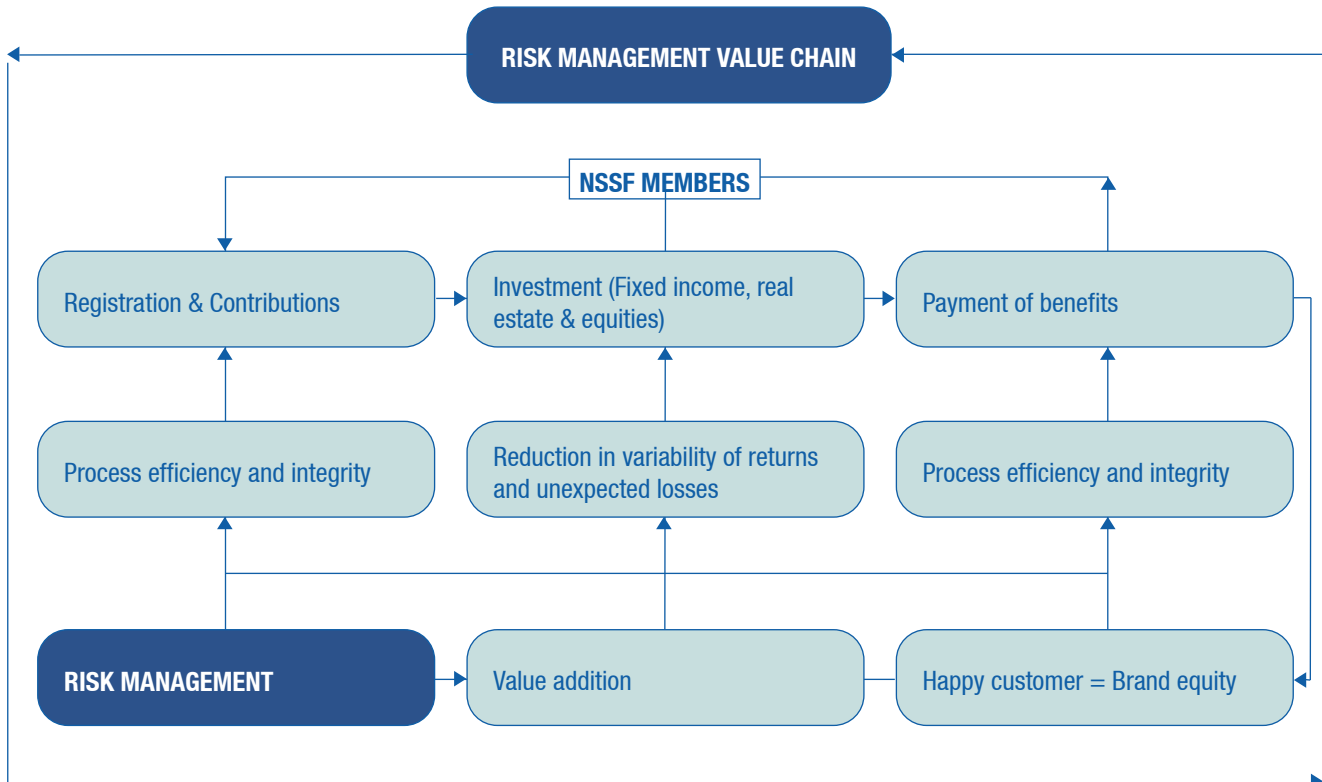 RISK MANAGEMENT VALUE CHAIN
NSSF MEMBERS
Registration & Contributions
Investment (Fixed income, real
estate & equities)
Payment of benefits
Process efficiency and integrity
Reduction in variability of returns
and unexpected losses
Process efficiency and integrity
RISK MANAGEMENT
Value addition
Happy customer = Brand equity